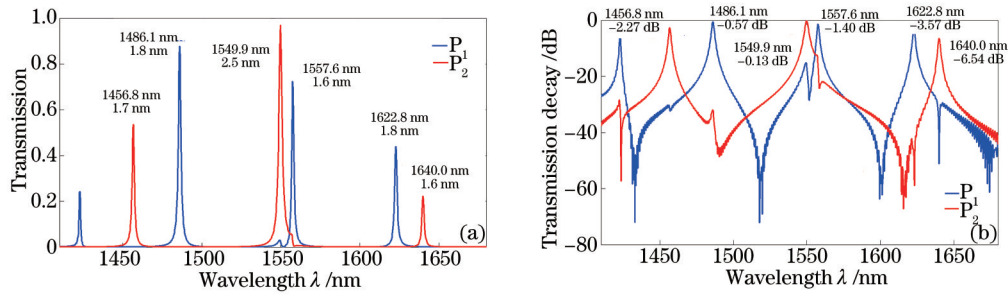 1.0
0.8
0.6
0.4
0.2
0
Transmission
1486.1 nm
1.8 nm
1456.8 nm
1.7 nm
1549.9 nm
2.5 nm
1557.6 nm
1.6 nm
1622.8 nm
1.8 nm
1640.0 nm
1.6 nm
P1
P2
(a)
1450 1500 1550 1600 1650
Wavelength λ /nm
0
−20
−40
−60
−80
Transmission decay /dB
1456.8 nm
−2.27 dB
1486.1 nm
−0.57 dB
1549.9 nm
−0.13 dB
1557.6 nm
−1.40 dB
1622.8 nm
−3.57 dB
1640.0 nm
−6.54 dB
P1
P2
(b)
1450 1500 1550 1600 1650
Wavelength λ /nm